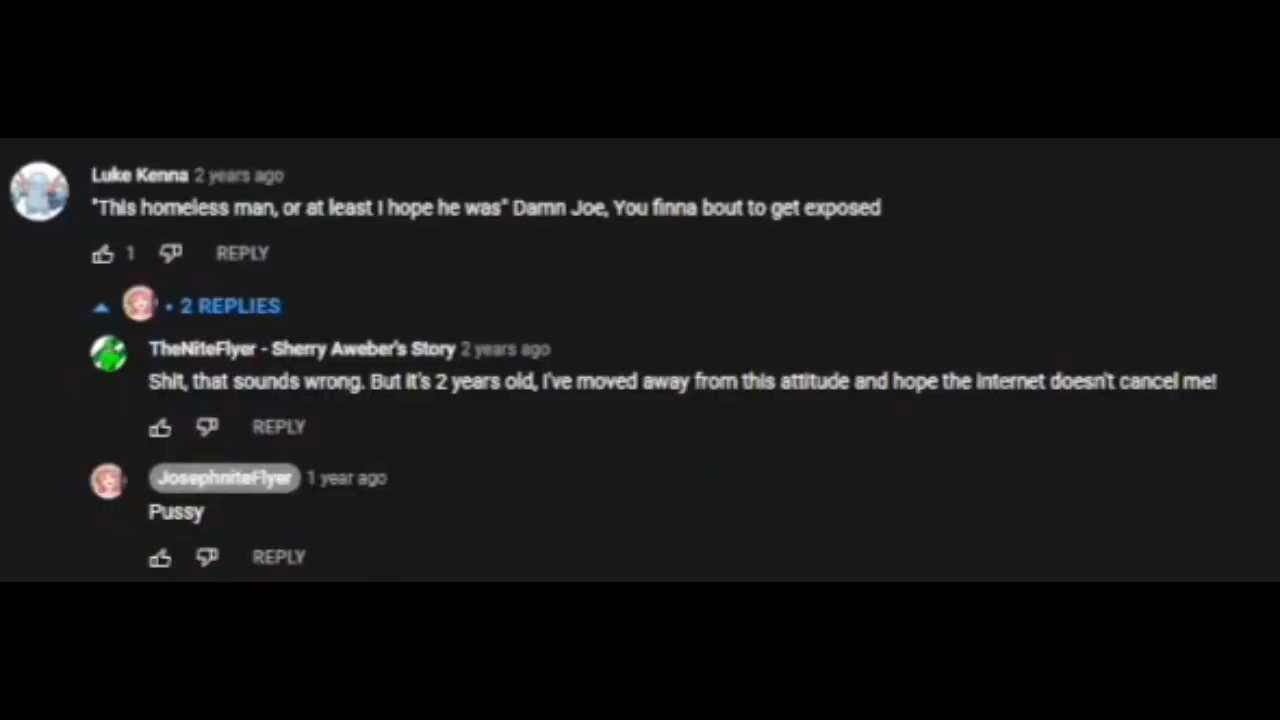 Luke Kenna 2 years ago
"This homeless man, or at least I hope he was" Damn Joe, You finna bout to get exposed
1 REPLY
• 2 REPLIES
TheNiteFlyer - Sherry Aweber's Story 2 years ago
Shit, that sounds wrong. But it's 2 years old, I've moved away from this attitude and hope the internet doesn't cancel me!
REPLY
JosephniteFlyer 1 year ago
Pussy
REPLY